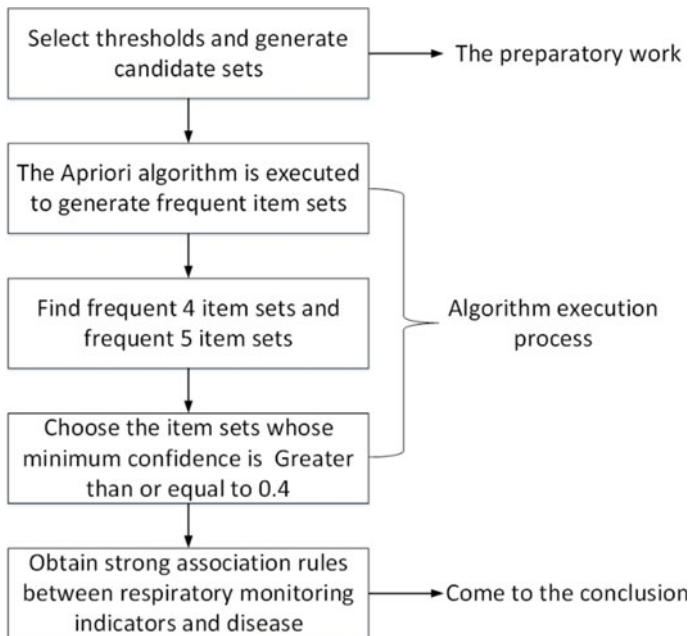 Select thresholds and generate
candidate sets
The preparatory work
The Apriori algorithm is executed
to generate frequent item sets
Find frequent 4 item sets and
frequent 5 item sets
Algorithm execution
process
Choose the item sets whose
minimum confidence is Greater
than or equal to 0.4
Obtain strong association rules
between respiratory monitoring
indicators and disease
Come to the conclusion